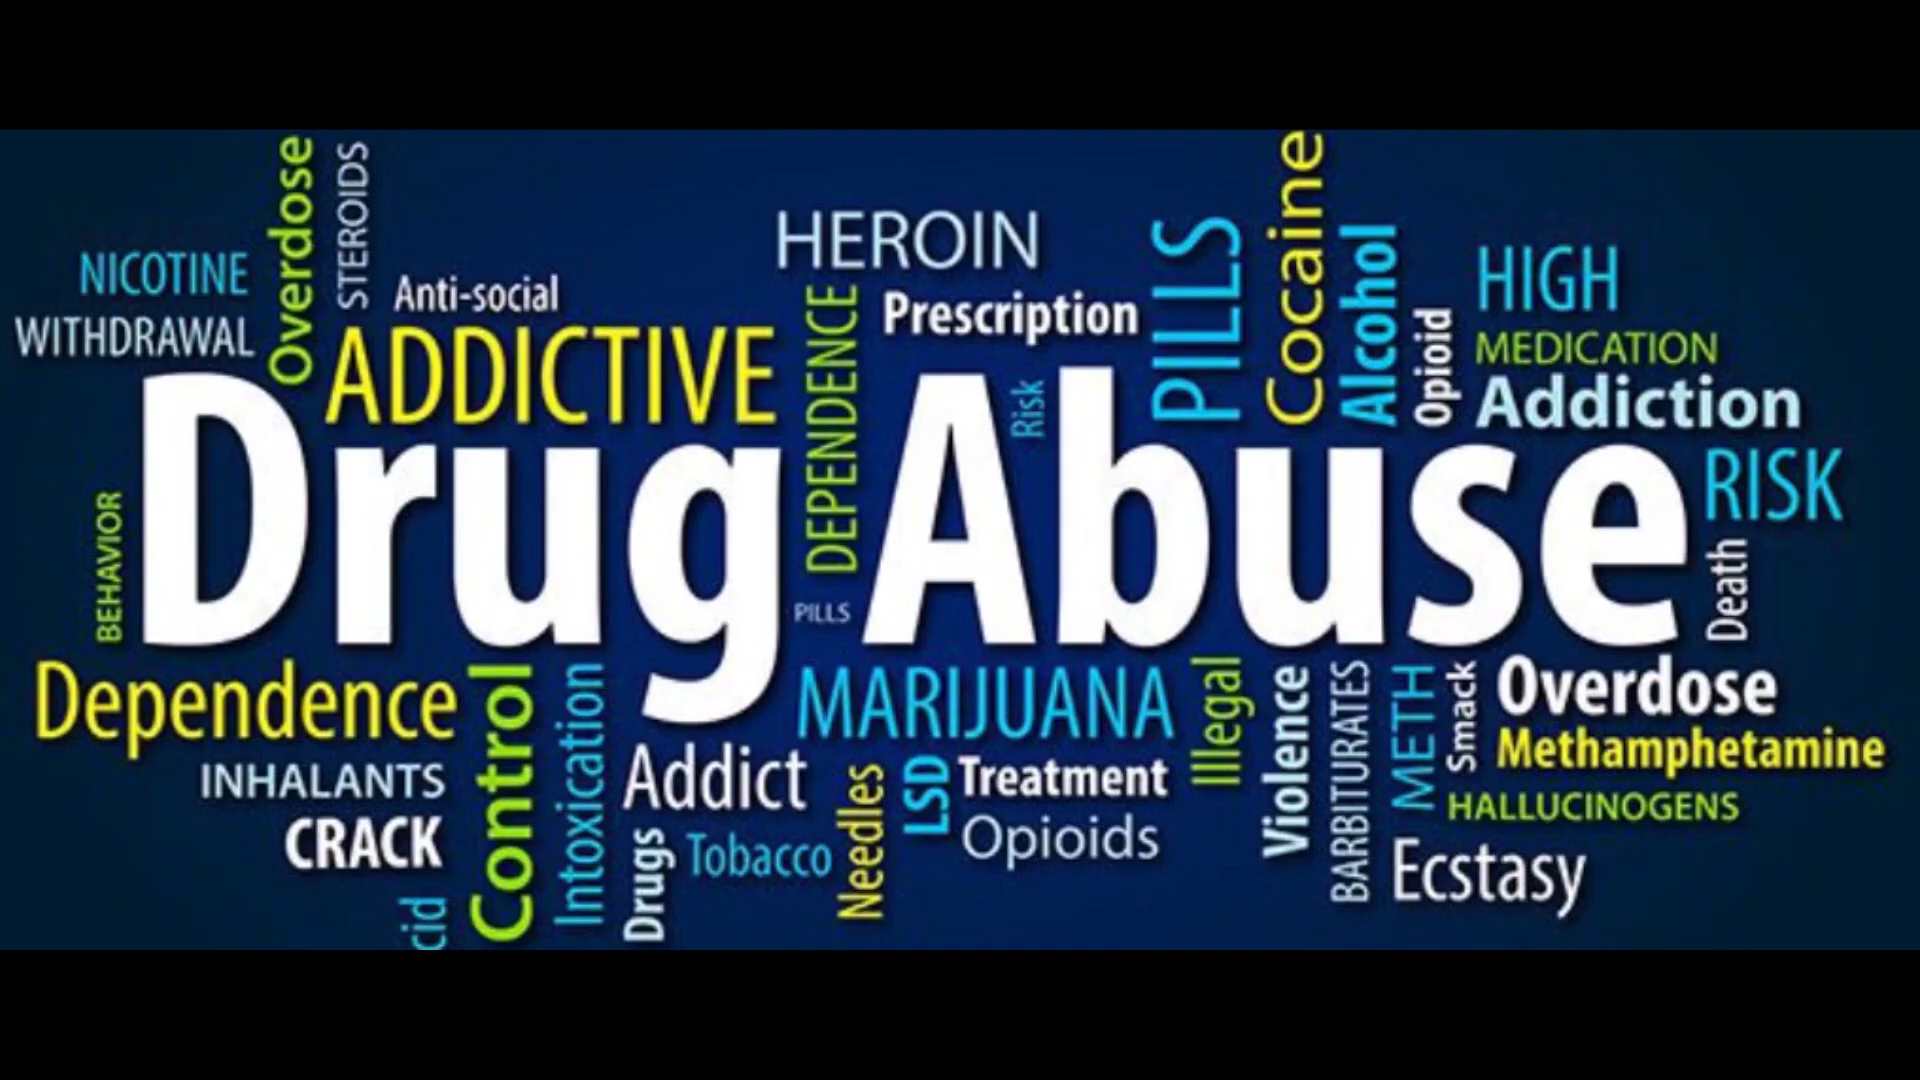 Overdose
STEROIDS
NICOTINE
WITHDRAWAL
Anti-social
ADDICTIVE
HEROIN
DEPENDENCE
Prescription
Risk
PILLS
Cocaine
Alcohol
Opioid
HIGH
MEDICATION
Addiction
RISK
Drug Abuse
BEHAVIOR
PILLS
Death
Dependence
INHALANTS
CRACK
cid
Control
Intoxication
Addict
Drugs
Tobacco
MARIJUANA
Needles
LSD
Treatment
Opioids
Illegal
Violence
BARBITURATES
METH
Smack
Overdose
Methamphetamine
HALLUCINOGENS
Ecstasy